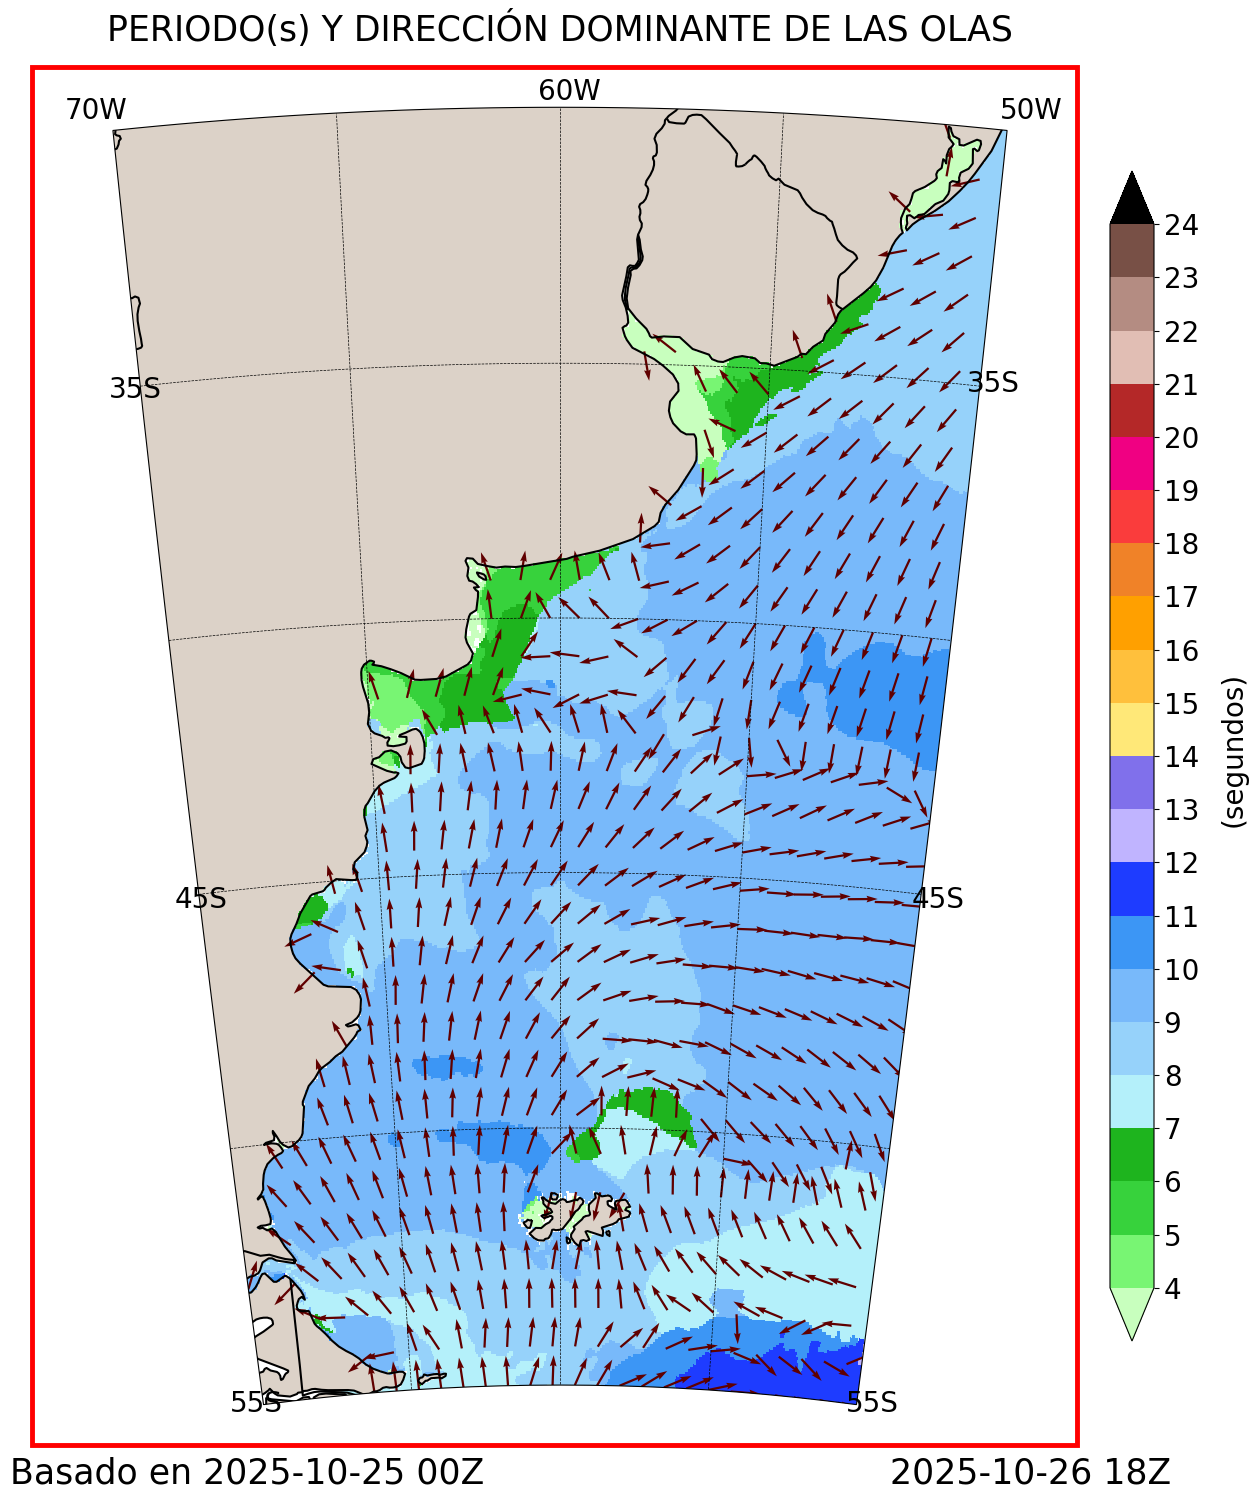 PERIODO(s) Y DIRECCIÓN DOMINANTE DE LAS OLAS
70W
60W
50W
35S
35S
45S
45S
55S
55S
24
23
22
21
20
19
18
17
16
15
14
13
12
11
10
9
8
7
6
5
4
(segundos)
Basado en 2025-10-25 00Z
2025-10-26 18Z